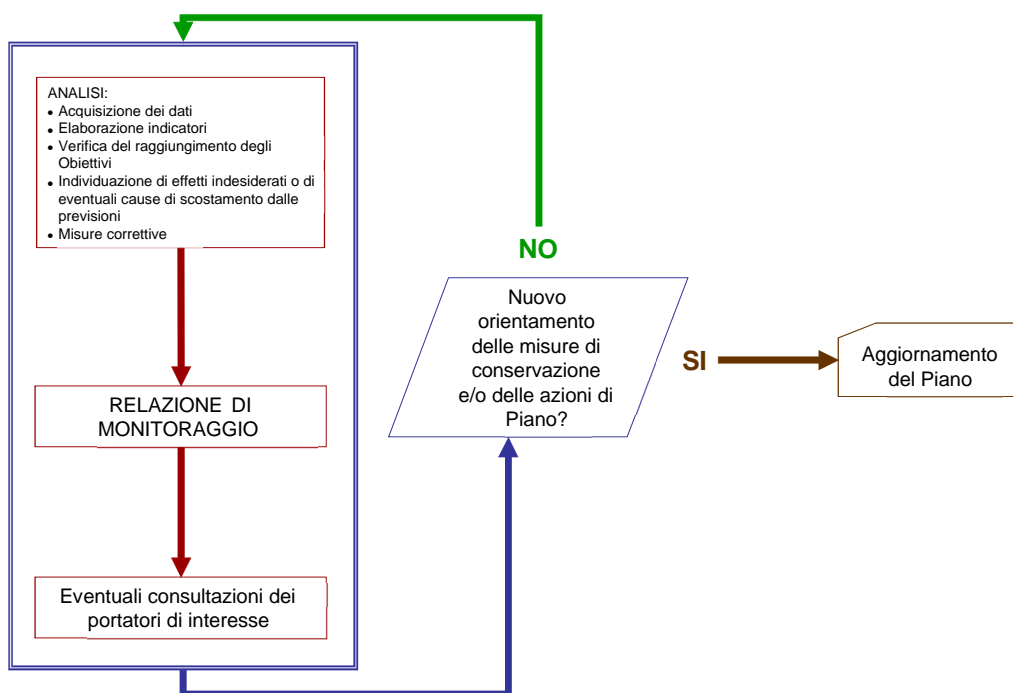 ANALISI:
• Acquisizione dei dati
• Elaborazione indicatori
• Verifica del raggiungimento degli
Obiettivi
• Individuazione di effetti indesiderati o di
eventuali cause di scostamento dalle
previsioni
• Misure correttive
RELAZIONE DI
MONITORAGGIO
Eventuali consultazioni dei
portatori di interesse
NO
Nuovo
orientamento
delle misure di
conservazione
e/o delle azioni di
Piano?
SI
Aggiornamento
del Piano